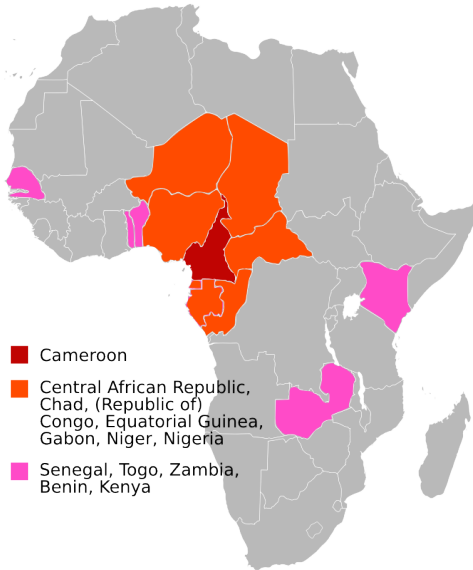 Cameroon
Central African Republic,
Chad, (Republic of)
Congo, Equatorial Guinea,
Gabon, Niger, Nigeria
Senegal, Togo, Zambia,
Benin, Kenya